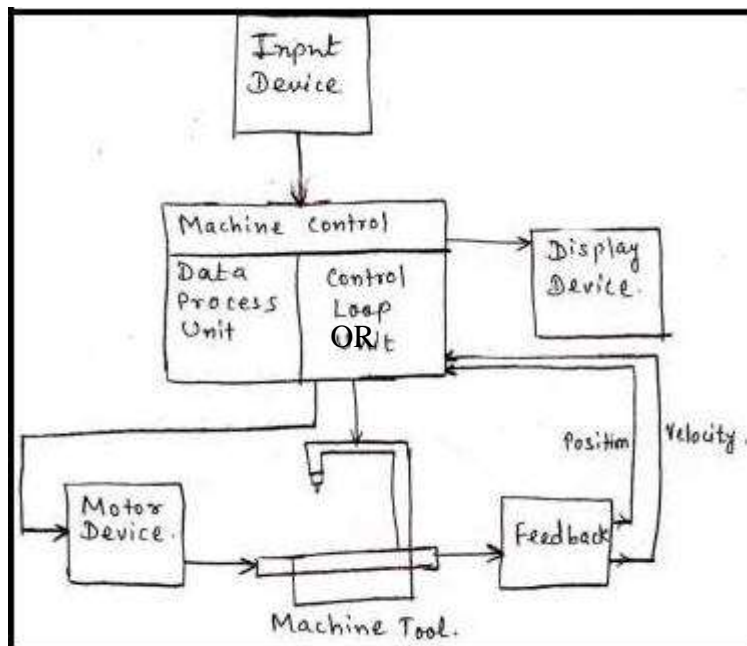 Input
Device
Machine Control
Data
Process
Unit
Control
Loop
Unit
OR
Display
Device.
Position
Velocity.
Motor
Device.
Feedback
Machine Tool.